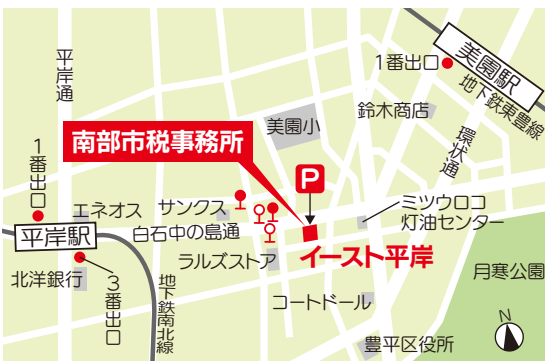 美園駅
1番出口
地下鉄東豊線
平岸通
鈴木商店
美園小
環状通
南部市税事務所
P
1番出口
エネオス
サンクス
ミツウロコ
灯油センター
白石中の島通
平岸駅
イースト平岸
ラルズストア
北洋銀行
3番出口
地下鉄南北線
月寒公園
コートドール
豊平区役所
N